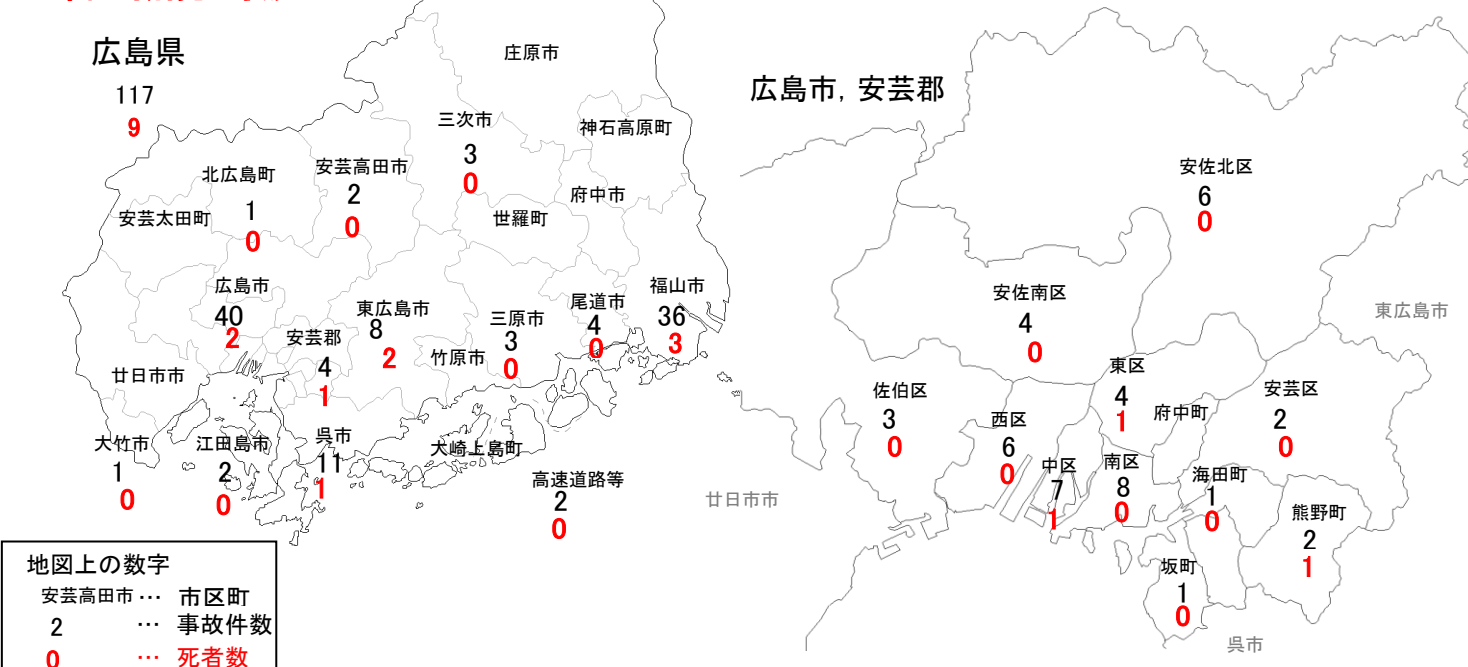 広島県
117
9
庄原市
三次市
3
0
神石高原町
北広島町
1
0
安芸高田市
2
0
府中市
安芸太田町
世羅町
広島市
40
2
安芸郡
4
1
東広島市
8
2
三原市
3
0
尾道市
4
0
福山市
36
3
竹原市
廿日市市
大竹市
1
0
江田島市
2
0
呉市
11
1
大崎上島町
高速道路等
2
0
地図上の数字
安芸高田市 … 市区町
2 … 事故件数
0 … 死者数
広島市, 安芸郡
安佐北区
6
0
安佐南区
4
0
東広島市
東区
4
1
府中町
安芸区
2
0
佐伯区
3
0
西区
6
0
中区
7
1
南区
8
0
海田町
1
0
熊野町
2
1
坂町
1
0
廿日市市
呉市